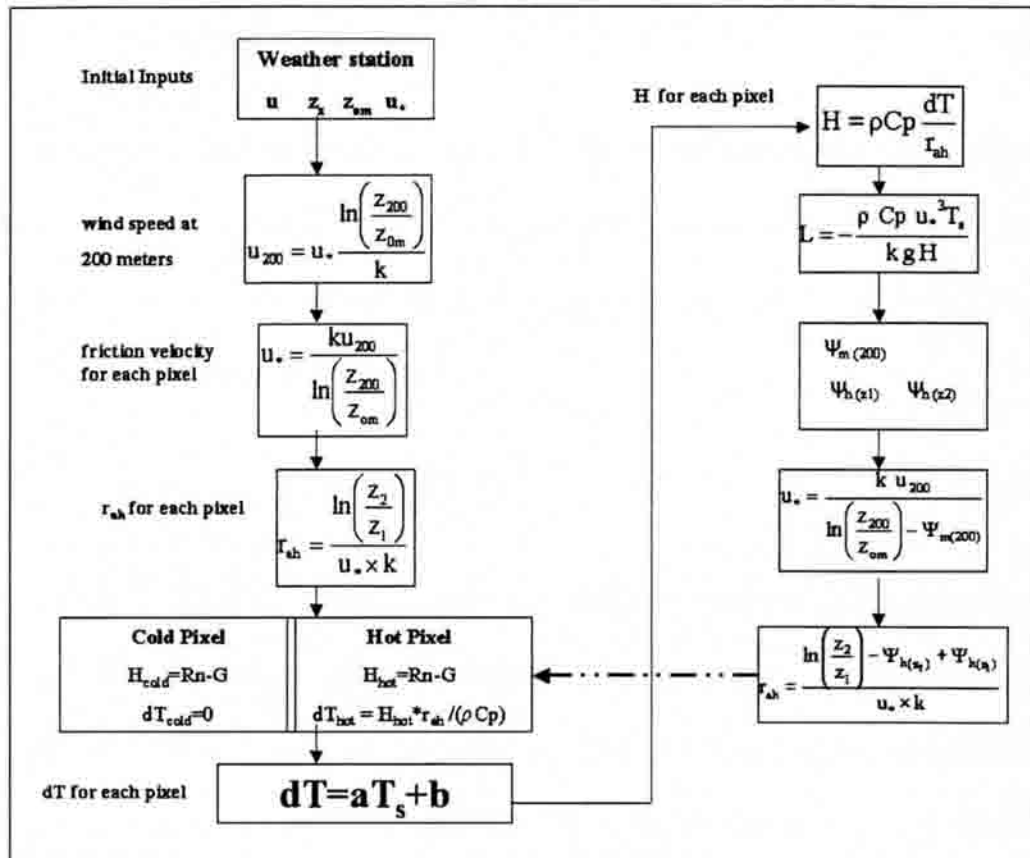 Initial Inputs
Weather station
u z_x z_om u_*
wind speed at
200 meters
u_200 = u_* ln(z_200/z_0m)/k
friction velocity
for each pixel
u_* = ku_200/ln(z_200/z_om)
r_ah for each pixel
r_ah = ln(z_2/z_1)/(u_* × k)
Cold Pixel
H_cold=Rn-G
dT_cold=0
Hot Pixel
H_hot=Rn-G
dT_hot = H_hot*r_ah/(ρ Cp)
dT for each pixel
dT=aT_s+b
H for each pixel
H = ρCp dT/r_ah
L = - ρ Cp u_*^3 T_s/(k g H)
Ψ_m(200)
Ψ_h(z1) Ψ_h(z2)
u_* = k u_200/(ln(z_200/z_om) - Ψ_m(200))
r_ah = (ln(z_2/z_1) - Ψ_h(z_2) + Ψ_h(z_1))/(u_* × k)